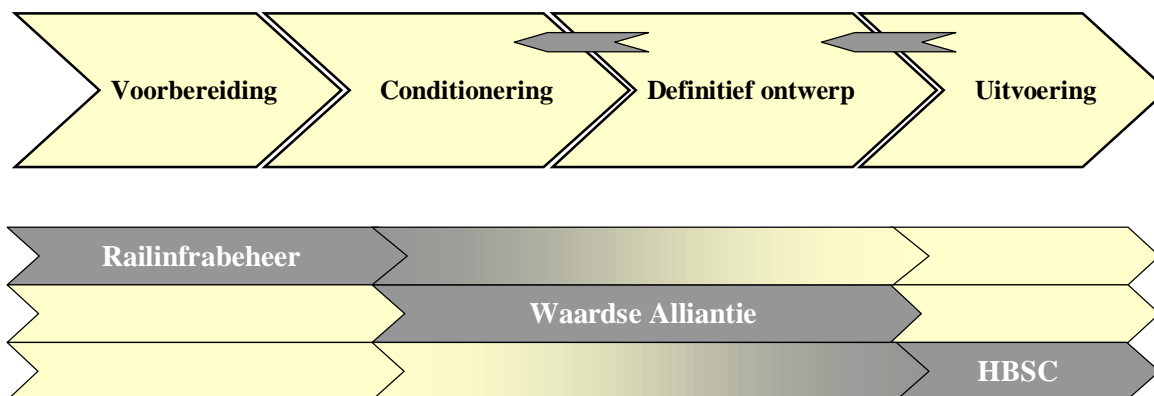 Voorbereiding
Conditionering
Definitief ontwerp
Uitvoering
Railinfrabeheer
Waardse Alliantie
HBSC